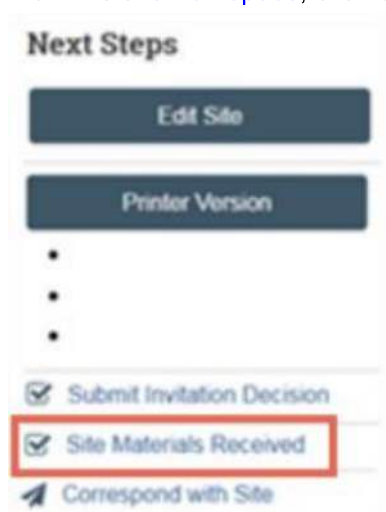 Next Steps
Edit Site
Printer Version
•
•
•
Submit Invitation Decision
Site Materials Received
Correspond with Site